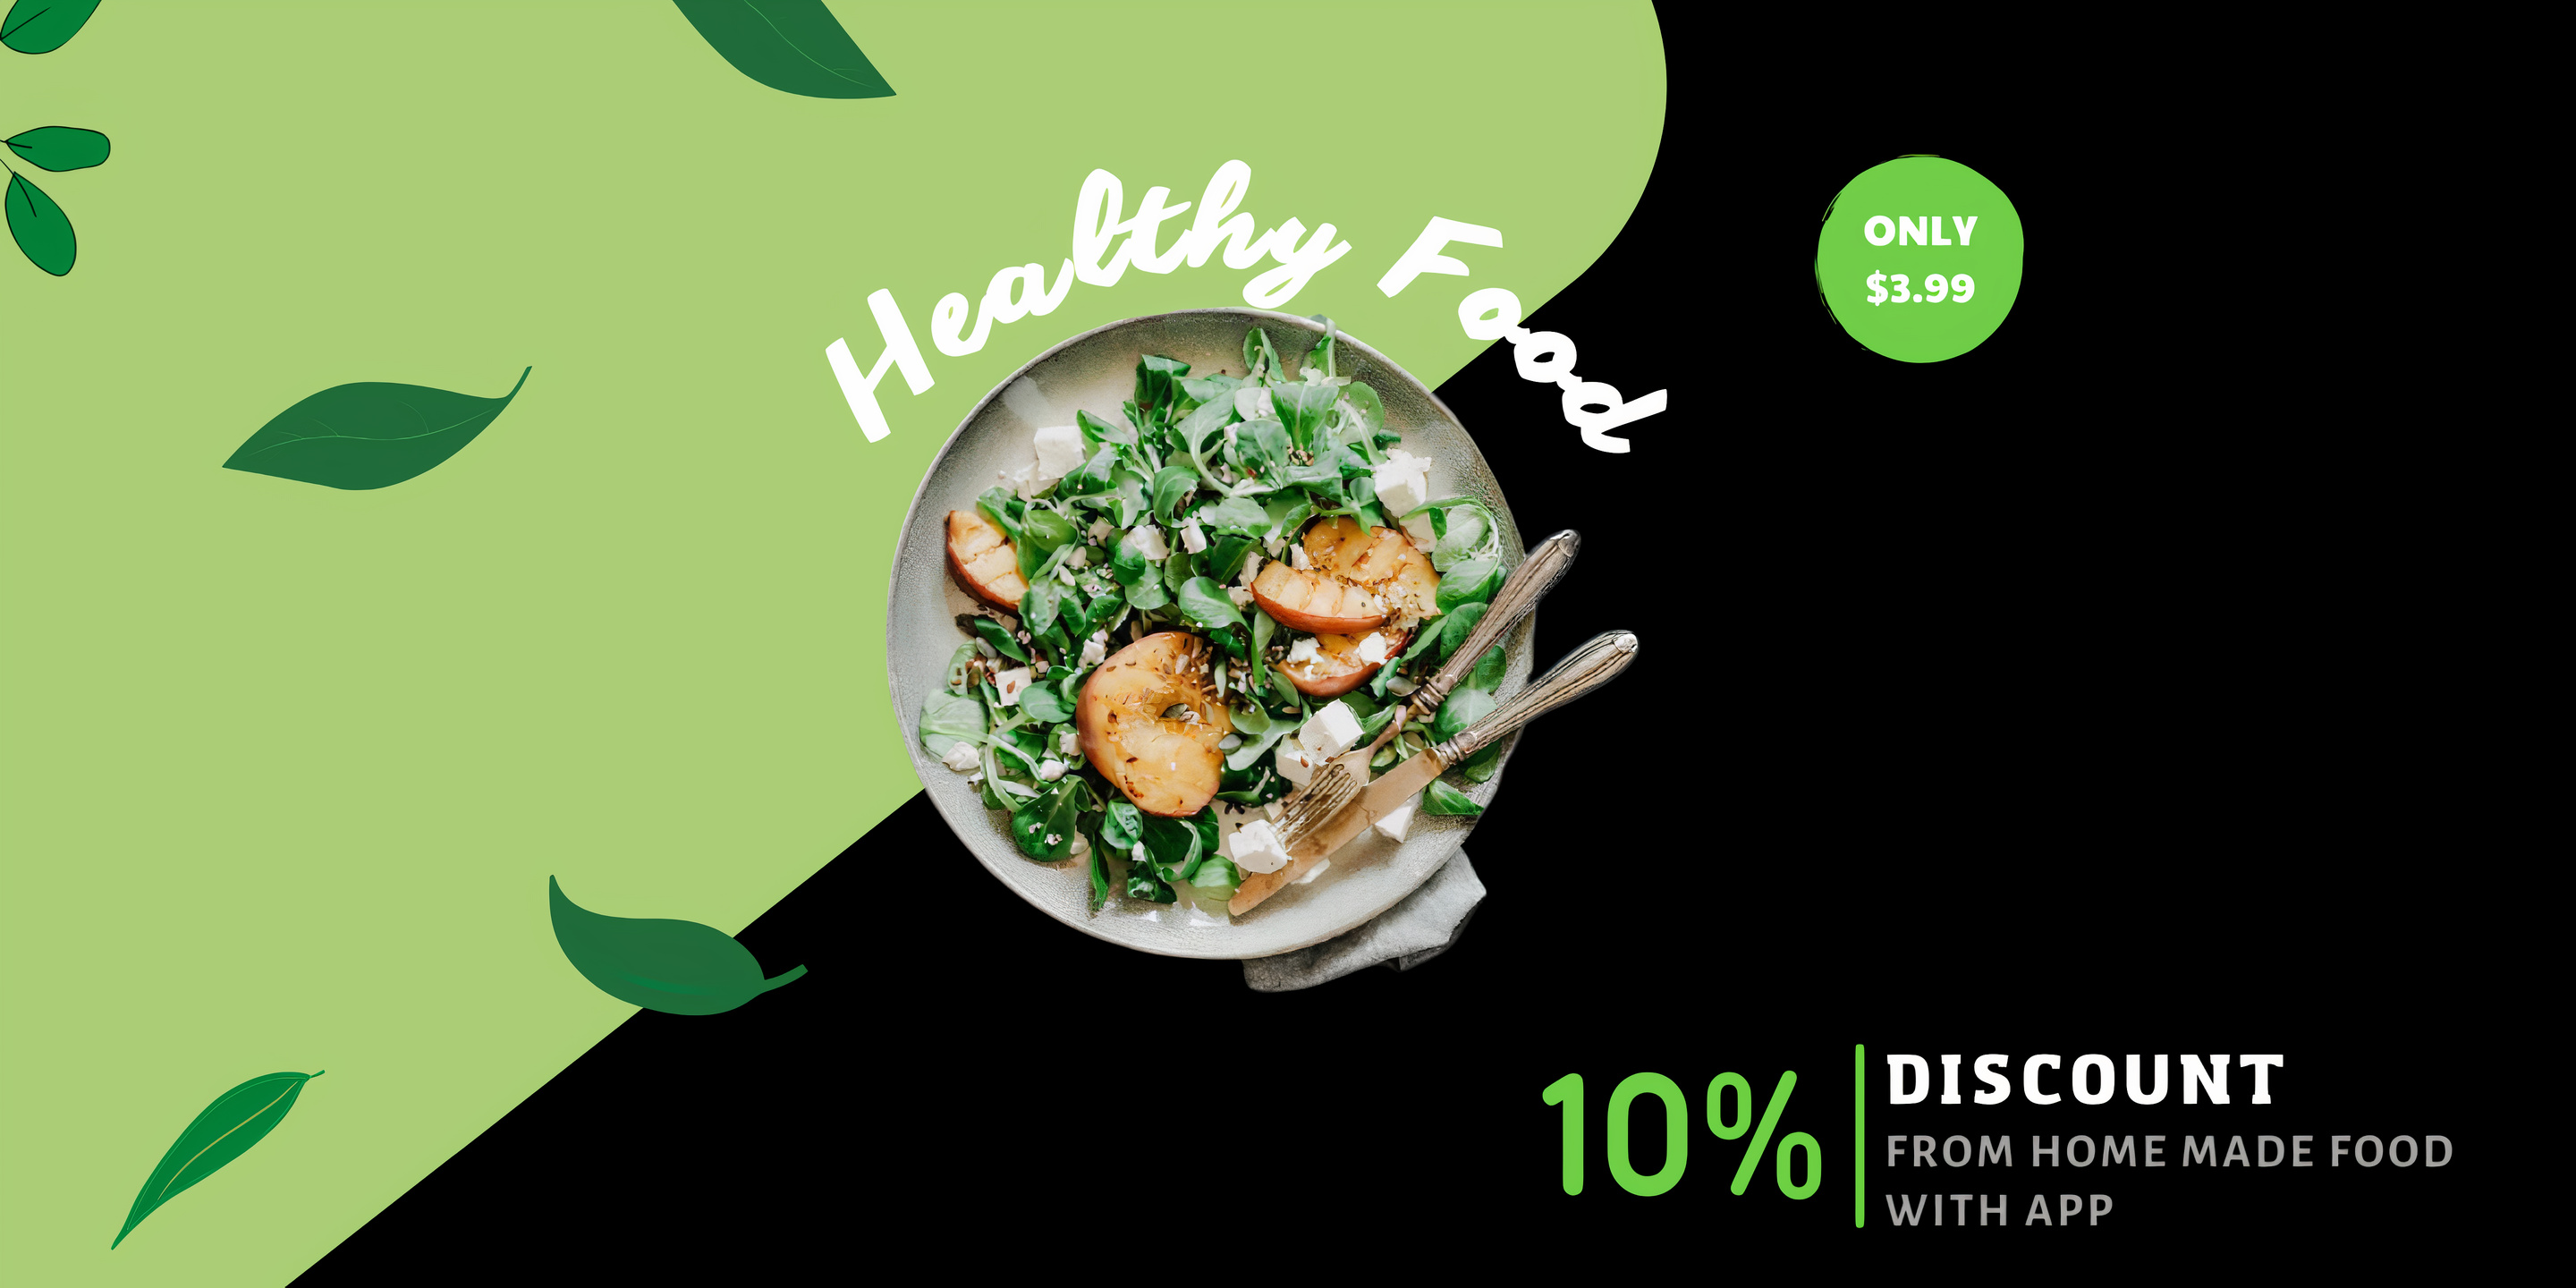 Healthy Food
ONLY
$3.99
10%
DISCOUNT
FROM HOME MADE FOOD
WITH APP